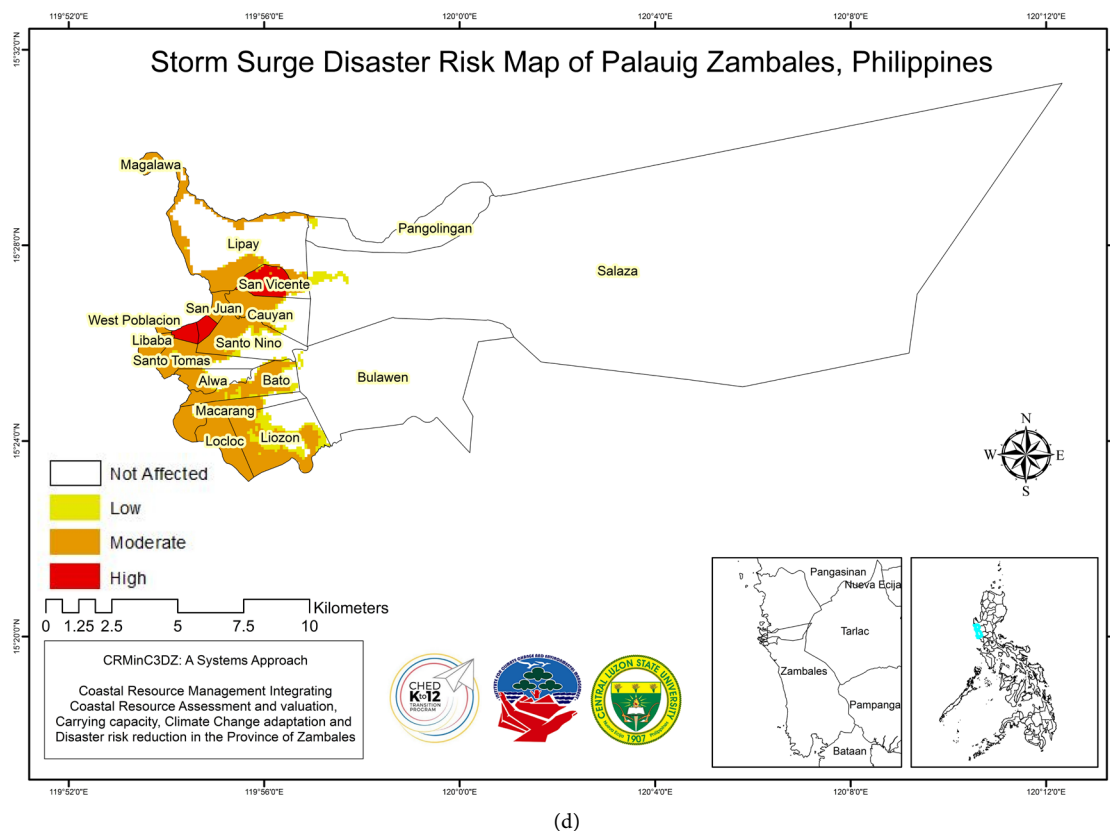 119°52'0"E
119°56'0"E
120°0'0"E
120°4'0"E
120°8'0"E
120°12'0"E
15°32'0"N
Storm Surge Disaster Risk Map of Palauig Zambales, Philippines
Magalawa
Pangolingan
15°28'0"N
Lipay
Salaza
San Vicente
San Juan
Cauyan
West Poblacion
Libaba
Santo Nino
Santo Tomas
Alwa
Bato
Bulawen
Macarang
Locloc
Liozon
15°24'0"N
N
W
E
S
Not Affected
Low
Moderate
High
Kilometers
0 1.25 2.5 5 7.5 10
15°20'0"N
CRMinC3DZ: A Systems Approach
Coastal Resource Management Integrating
Coastal Resource Assessment and valuation,
Carrying capacity, Climate Change adaptation and
Disaster risk reduction in the Province of Zambales
CHED
K to 12
TRANSITION
PROGRAM
CENTRAL LUZON STATE UNIVERSITY
1907
Pangasinan
Nueva Ecija
Tarlac
Zambales
Pampanga
Bataan
119°52'0"E
119°56'0"E
120°0'0"E
120°4'0"E
120°8'0"E
120°12'0"E
(d)